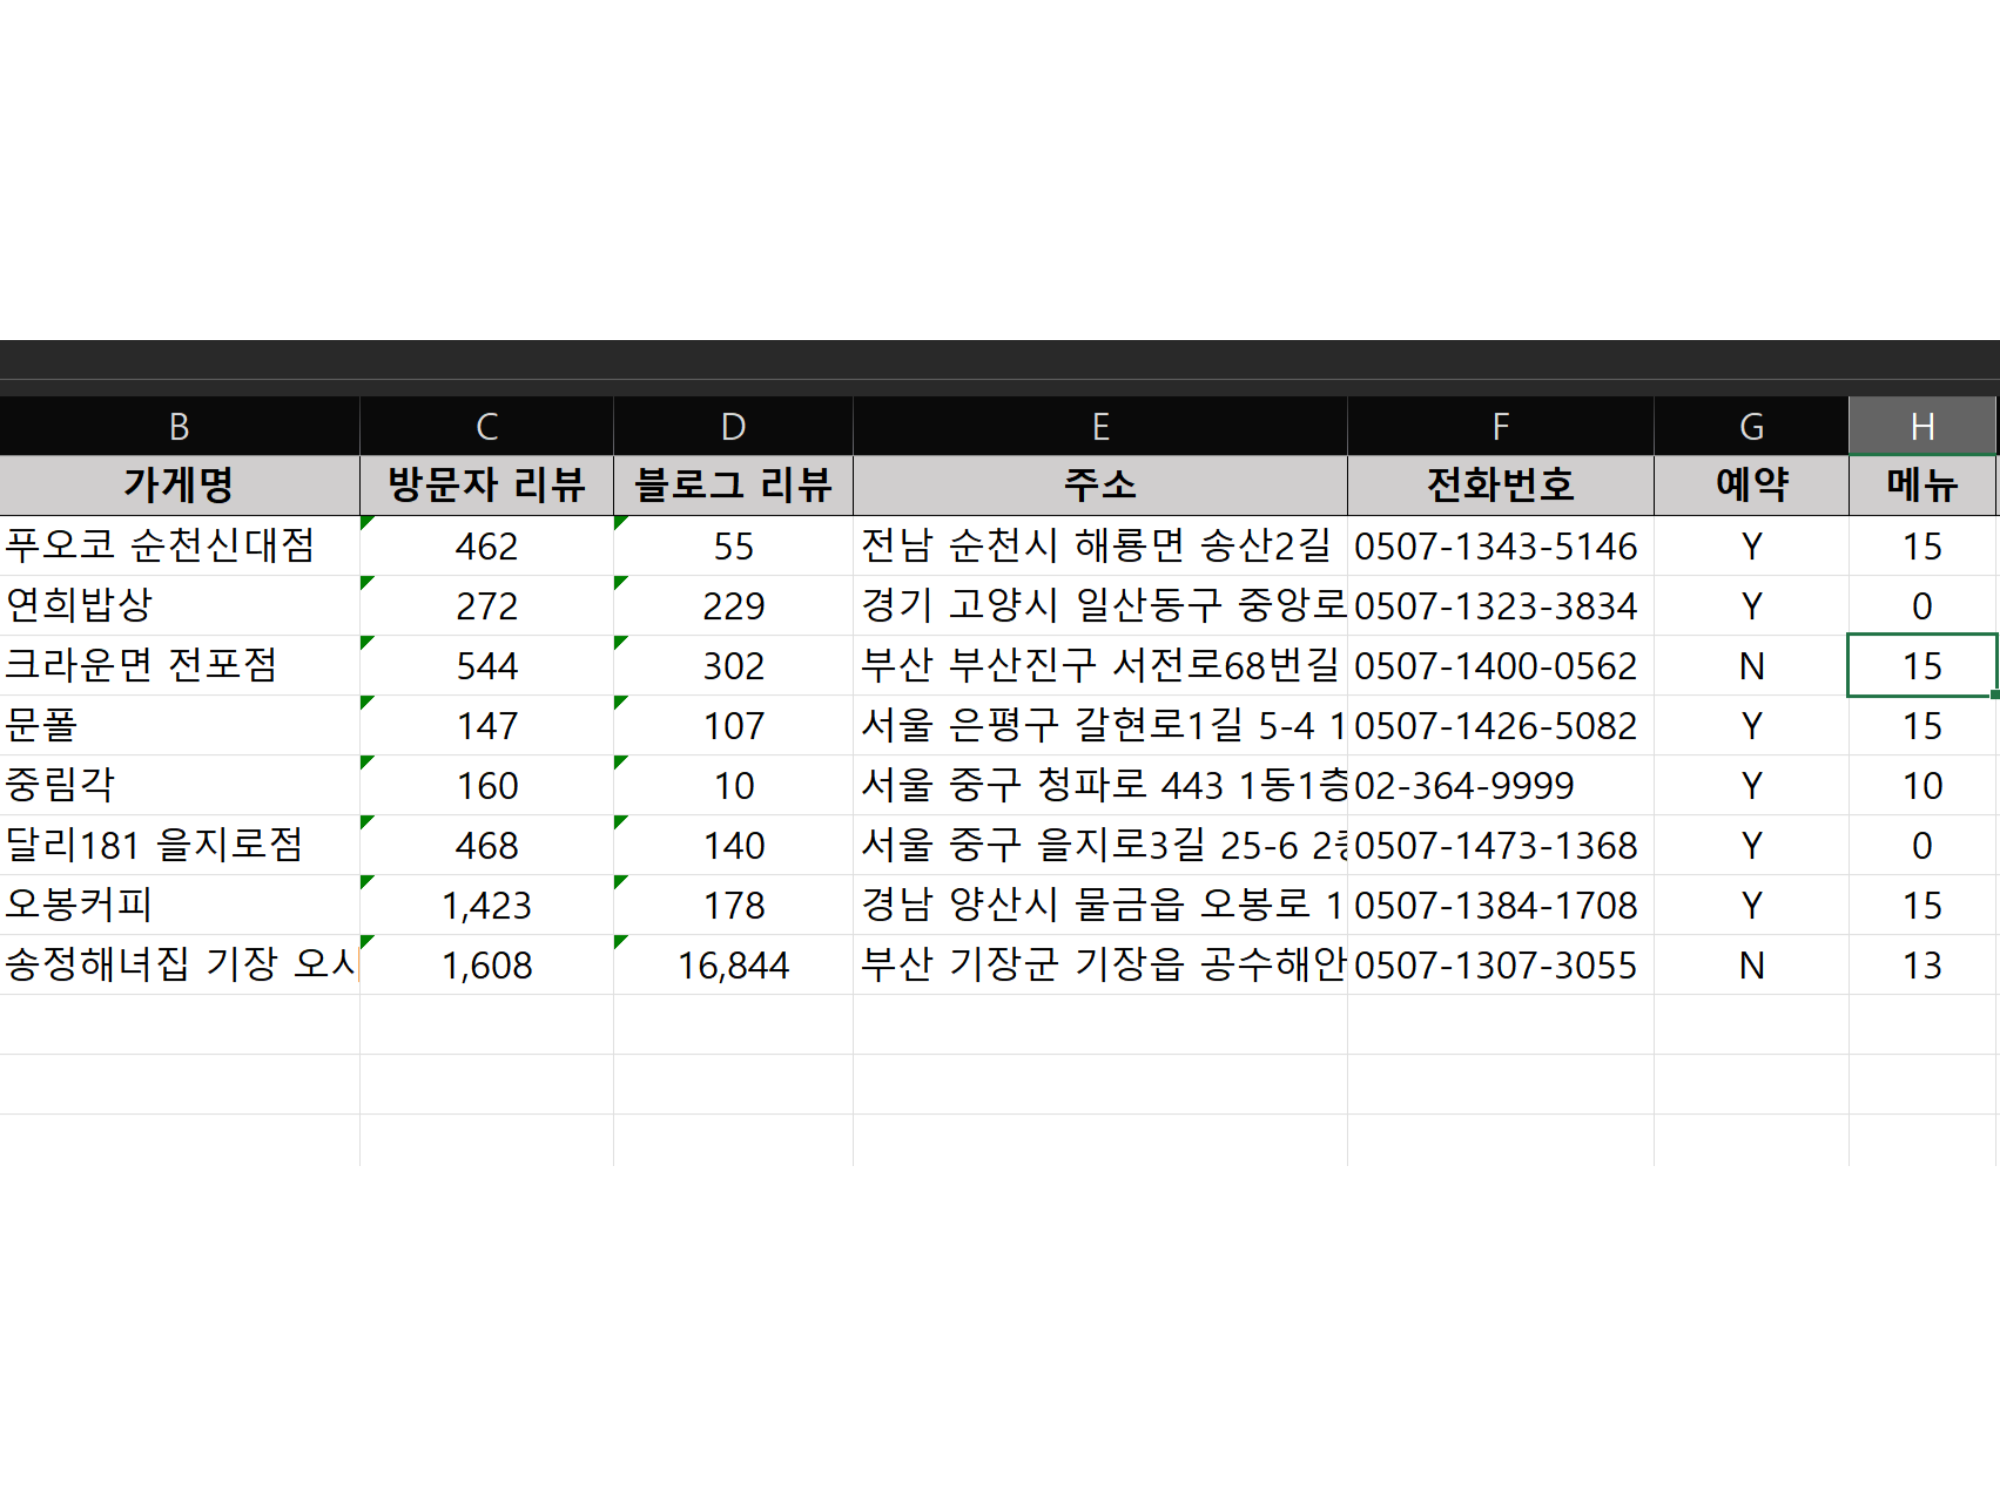 B C D E F G H
가게명 방문자 리뷰 블로그 리뷰 주소 전화번호 예약 메뉴
푸오코 순천신대점 462 55 전남 순천시 해룡면 송산2길 0507-1343-5146 Y 15
연희밥상 272 229 경기 고양시 일산동구 중앙로 0507-1323-3834 Y 0
크라운면 전포점 544 302 부산 부산진구 서전로68번길 0507-1400-0562 N 15
문폴 147 107 서울 은평구 갈현로1길 5-4 1 0507-1426-5082 Y 15
중림각 160 10 서울 중구 청파로 443 1동1층 02-364-9999 Y 10
달리181 을지로점 468 140 서울 중구 을지로3길 25-6 2층 0507-1473-1368 Y 0
오봉커피 1,423 178 경남 양산시 물금읍 오봉로 1 0507-1384-1708 Y 15
송정해녀집 기장 오시 1,608 16,844 부산 기장군 기장읍 공수해안 0507-1307-3055 N 13